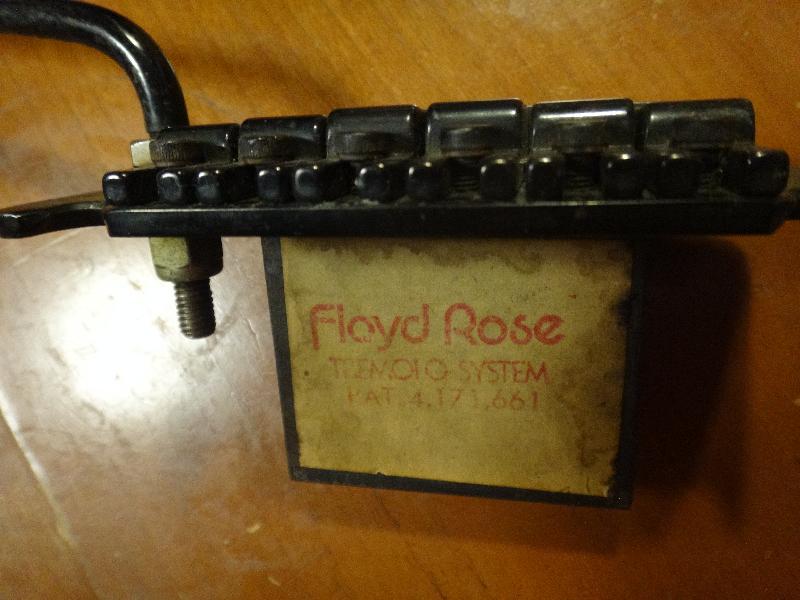 Floyd Rose
TREMOLO SYSTEM
PAT. 4,171,661